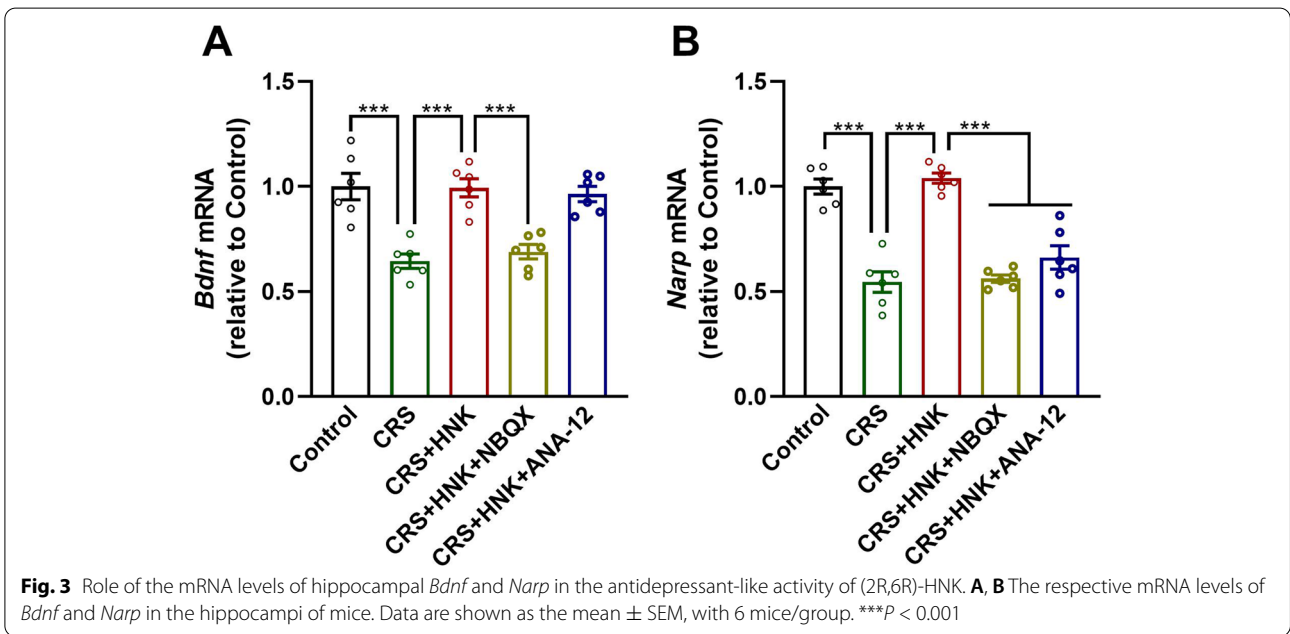 A
Bdnf mRNA
(relative to Control)
1.5
1.0
0.5
0.0
*** *** ***
Control
CRS
CRS+HNK
CRS+HNK+NBQX
CRS+HNK+ANA-12
B
Narp mRNA
(relative to Control)
1.5
1.0
0.5
0.0
*** *** ***
Control
CRS
CRS+HNK
CRS+HNK+NBQX
CRS+HNK+ANA-12
Fig. 3 Role of the mRNA levels of hippocampal Bdnf and Narp in the antidepressant-like activity of (2R,6R)-HNK. A, B The respective mRNA levels of
Bdnf and Narp in the hippocampi of mice. Data are shown as the mean ± SEM, with 6 mice/group. ***P < 0.001